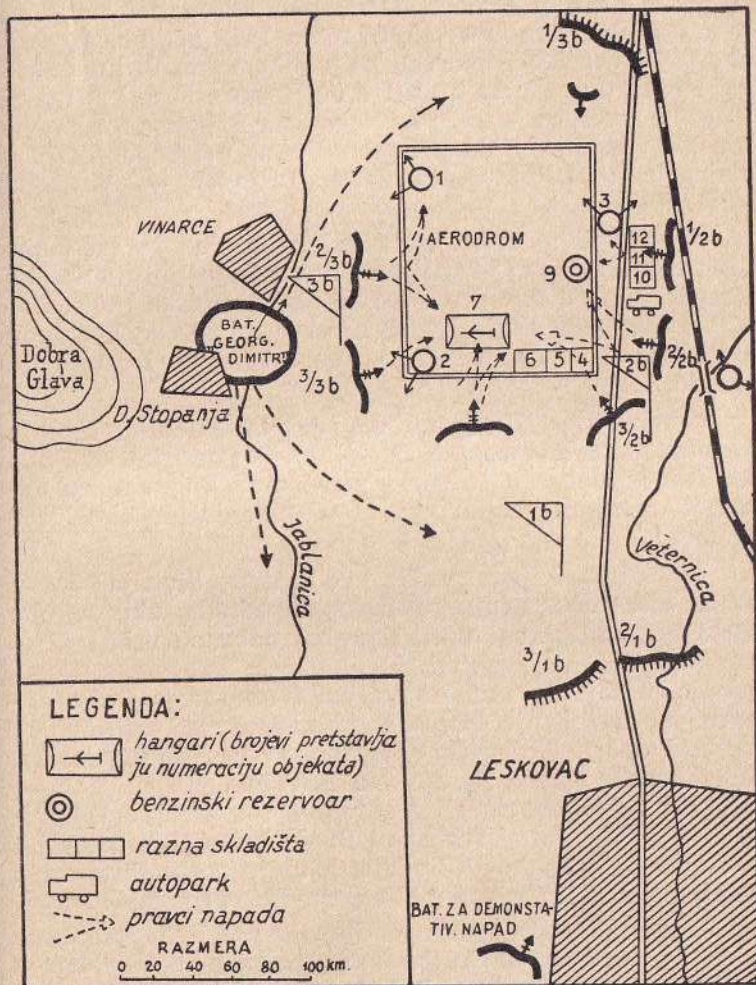 1/3b
VINARCE
1
3
AERODROM
2/3b
3b
12
11
10
1/2b
9
7
BAT.
GEORG.
DIMITR.
Dobra
Glava
2
6
5
4
2b
2/2b
3/3b
D. Stopanja
3/2b
1b
Jablanica
Veternica
3/1b
2/1b
LEGENDA:
hangari (brojevi pretstavlja
ju numeraciju objekata)
benzinski rezervoar
razna skladišta
autopark
pravci napada
RAZMERA
0 20 40 60 80 100 km.
LESKOVAC
BAT. ZA DEMONSTA-
TIV. NAPAD